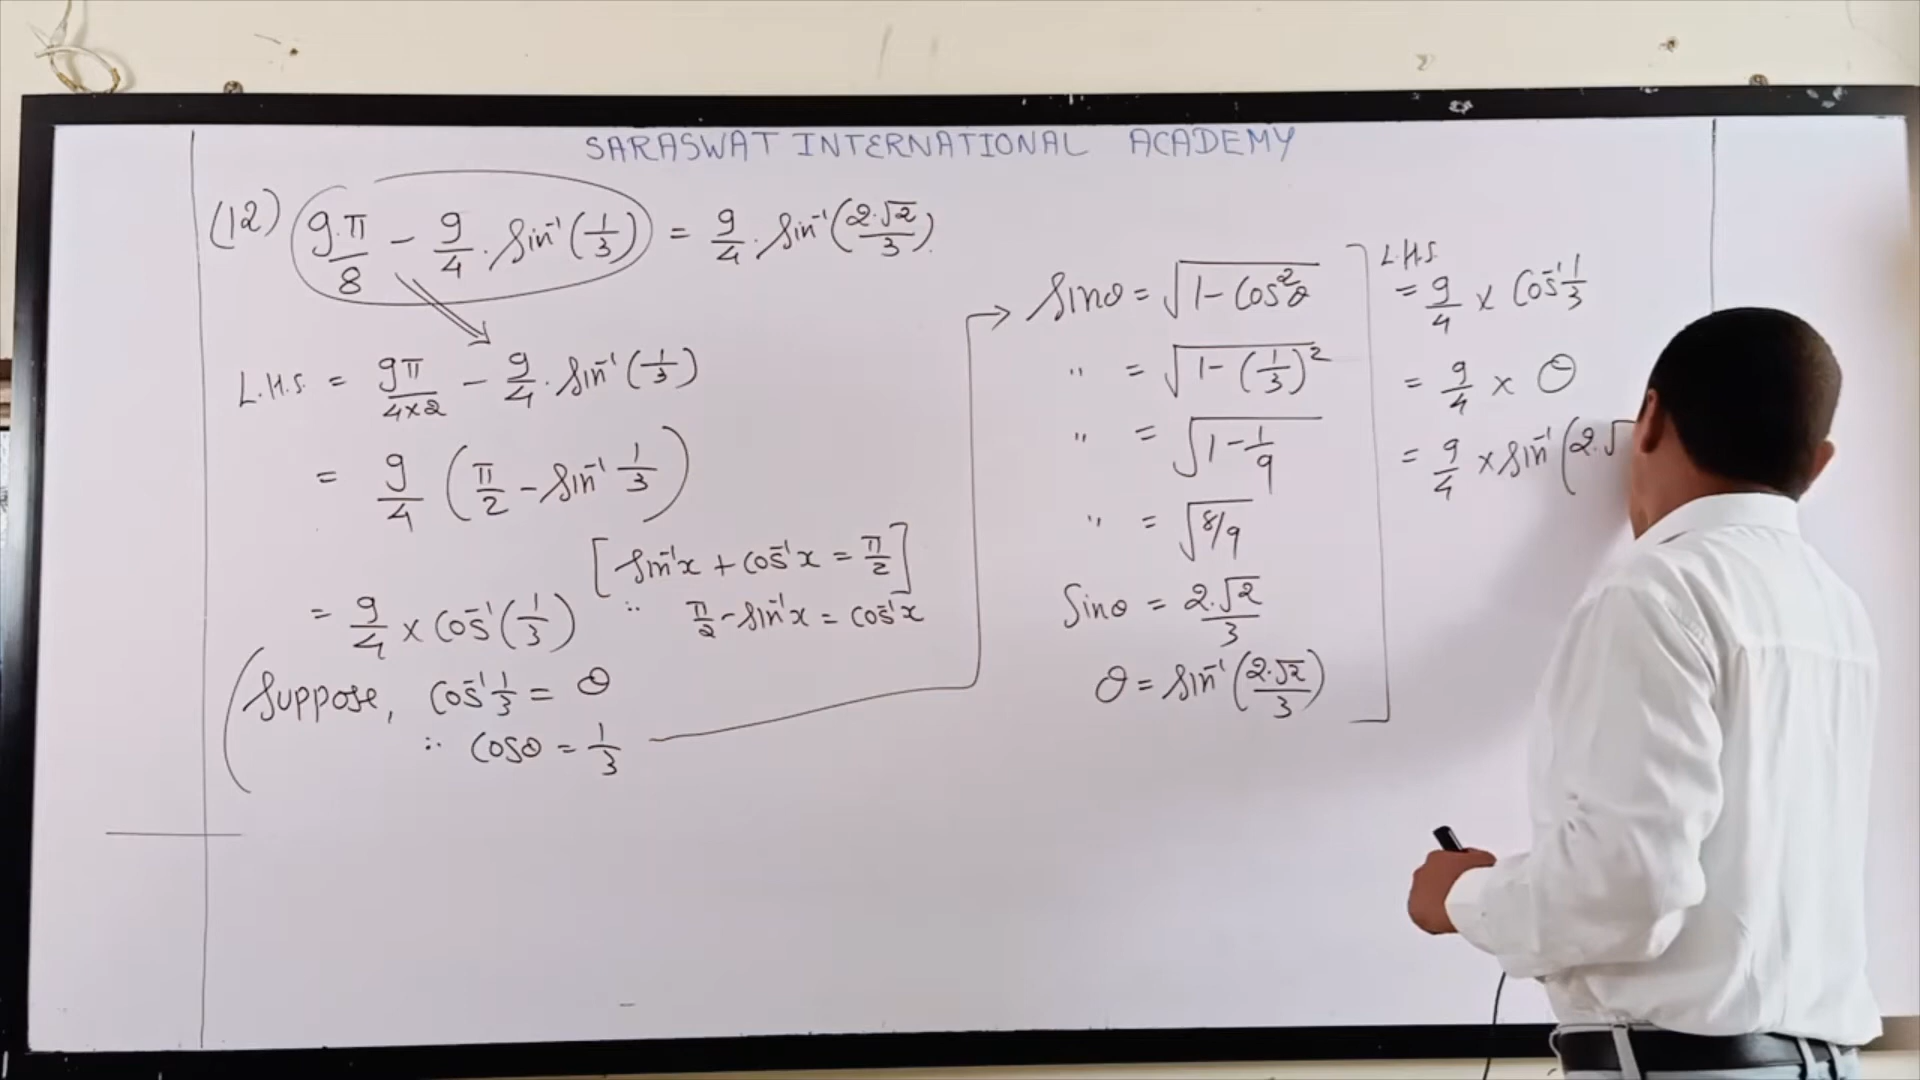 SARASWAT INTERNATIONAL ACADEMY
(12) 9·π/8 − 9/4 · Sin⁻¹(1/3) = 9/4 · Sin⁻¹(2·√2/3)
L.H.S. = 9π/4×2 − 9/4 · Sin⁻¹(1/3)
= 9/4 (π/2 − Sin⁻¹ 1/3)
[Sin⁻¹x + Cos⁻¹x = π/2]
= 9/4 × Cos⁻¹(1/3) ∵ π/2 − Sin⁻¹x = Cos⁻¹x
(Suppose, Cos⁻¹ 1/3 = θ
∴ Cosθ = 1/3
Sinθ = √(1 − Cos²θ)
" = √(1 − (1/3)²)
" = √(1 − 1/9)
" = √(8/9)
Sinθ = 2·√2/3
θ = Sin⁻¹(2·√2/3)
L.H.S.
= 9/4 × Cos⁻¹ 1/3
= 9/4 × θ
= 9/4 × Sin⁻¹(2·√